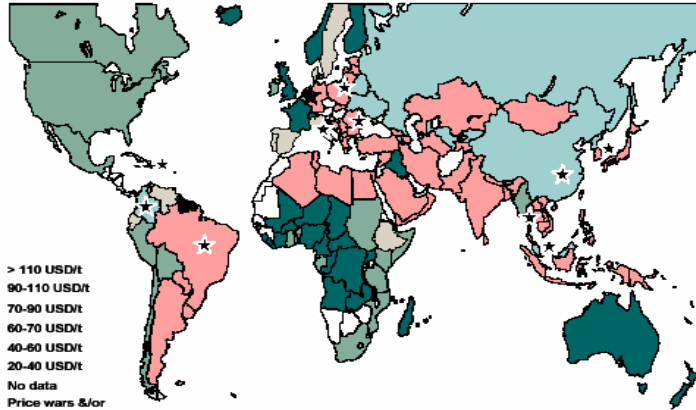 > 110 USD/t
90-110 USD/t
70-90 USD/t
60-70 USD/t
40-60 USD/t
20-40 USD/t
No data
Price wars &/or